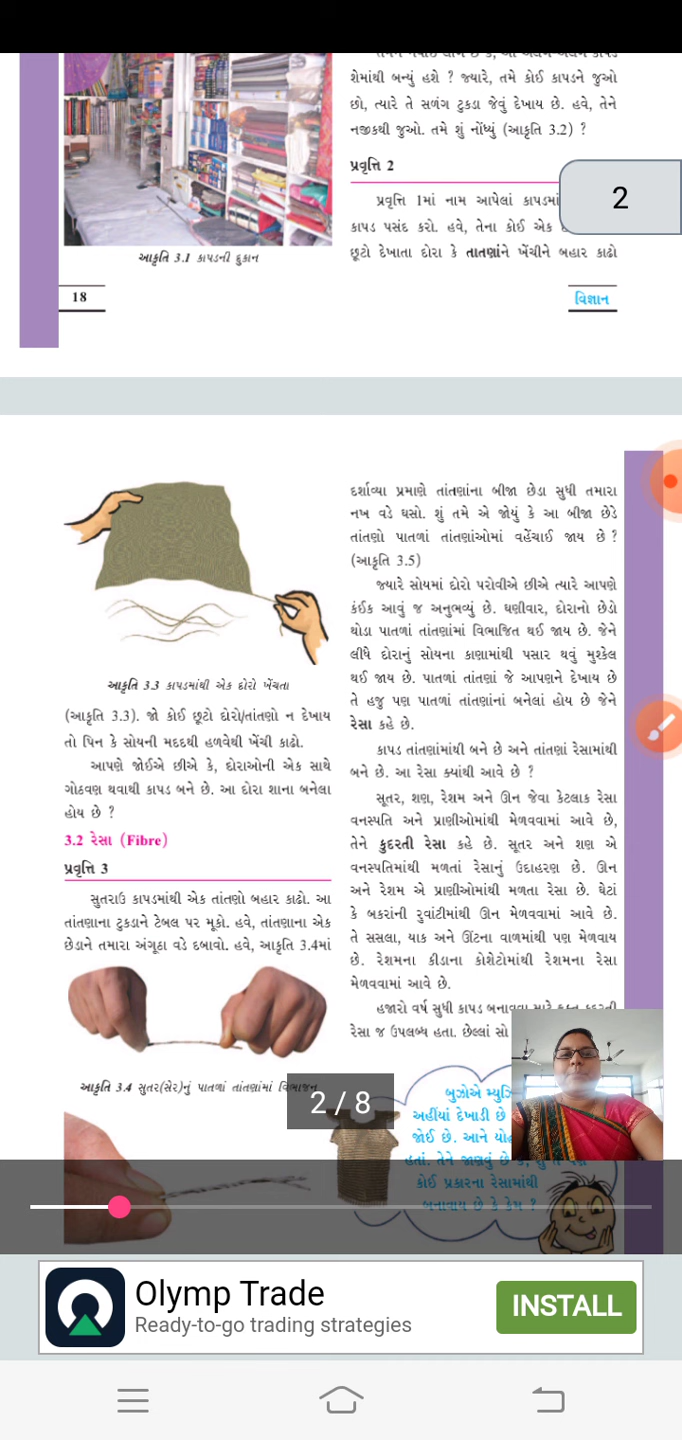 શેમાંથી બન્યું હશે ? જ્યારે, તમે કોઈ કાપડને જુઓ
છો, ત્યારે તે સળંગ ટુકડા જેવું દેખાય છે. હવે, તેને
નજીકથી જુઓ. તમે શું નોંધ્યું (આકૃતિ 3.2) ?
પ્રવૃત્તિ 2
પ્રવૃત્તિ 1માં નામ આપેલાં કાપડમાં
કાપડ પસંદ કરો. હવે, તેના કોઈ એક
છૂટો દેખાતા દોરા કે તાતણાંને ખેંચીને બહાર કાઢો
2
આકૃતિ 3.1 કાપડની દુકાન
18
વિજ્ઞાન
આકૃતિ 3.3 કાપડમાંથી એક દોરો ખેંચતા
(આકૃતિ 3.3). જો કોઈ છૂટો દોરો/તાંતણો ન દેખાય
તો પિન કે સોયની મદદથી હળવેથી ખેંચી કાઢો.
આપણે જોઈએ છીએ કે, દોરાઓની એક સાથે
ગોઠવણ થવાથી કાપડ બને છે. આ દોરા શાના બનેલા
હોય છે ?
3.2 રેસા (Fibre)
પ્રવૃત્તિ 3
સુતરાઉ કાપડમાંથી એક તાંતણો બહાર કાઢો. આ
તાંતણાના ટુકડાને ટેબલ પર મૂકો. હવે, તાંતણાના એક
છેડાને તમારા અંગૂઠા વડે દબાવો. હવે, આકૃતિ 3.4માં
આકૃતિ 3.4 સુતર(સેર)નું પાતળાં તાંતણાંમાં વિભાજન
દર્શાવ્યા પ્રમાણે તાંતણાંના બીજા છેડા સુધી તમારા
નખ વડે ઘસો. શું તમે એ જોયું કે આ બીજા છેડે
તાંતણો પાતળાં તાંતણાંઓમાં વહેંચાઈ જાય છે ?
(આકૃતિ 3.5)
જ્યારે સોયમાં દોરો પરોવીએ છીએ ત્યારે આપણે
કંઈક આવું જ અનુભવ્યું છે. ઘણીવાર, દોરાનો છેડો
થોડા પાતળાં તાંતણાંમાં વિભાજિત થઈ જાય છે. જેને
લીધે દોરાનું સોયના કાણામાંથી પસાર થવું મુશ્કેલ
થઈ જાય છે. પાતળાં તાંતણાં જે આપણને દેખાય છે
તે હજુ પણ પાતળાં તાંતણાંનાં બનેલાં હોય છે જેને
રેસા કહે છે.
કાપડ તાંતણાંમાંથી બને છે અને તાંતણાં રેસામાંથી
બને છે. આ રેસા ક્યાંથી આવે છે ?
સૂતર, શણ, રેશમ અને ઊન જેવા કેટલાક રેસા
વનસ્પતિ અને પ્રાણીઓમાંથી મેળવવામાં આવે છે,
તેને કુદરતી રેસા કહે છે. સૂતર અને શણ એ
વનસ્પતિમાંથી મળતાં રેસાનું ઉદાહરણ છે. ઊન
અને રેશમ એ પ્રાણીઓમાંથી મળતા રેસા છે. ઘેટાં
કે બકરાંની રુવાંટીમાંથી ઊન મેળવવામાં આવે છે.
તે સસલા, યાક અને ઊંટના વાળમાંથી પણ મેળવાય
છે. રેશમના કીડાના કોશેટોમાંથી રેશમના રેસા
મેળવવામાં આવે છે.
હજારો વર્ષ સુધી કાપડ બનાવવા માટે ફક્ત કુદરતી
રેસા જ ઉપલબ્ધ હતા. છેલ્લાં સો
2 / 8
બુઝોએ મ્યુઝિ
અહીંયાં દેખાડી છે
જોઈ છે. આને
હતાં. તેને જાણવું છે કે,
કોઈ પ્રકારના રેસામાંથી
બનાવાય છે કે કેમ ?
Olymp Trade
Ready-to-go trading strategies
INSTALL